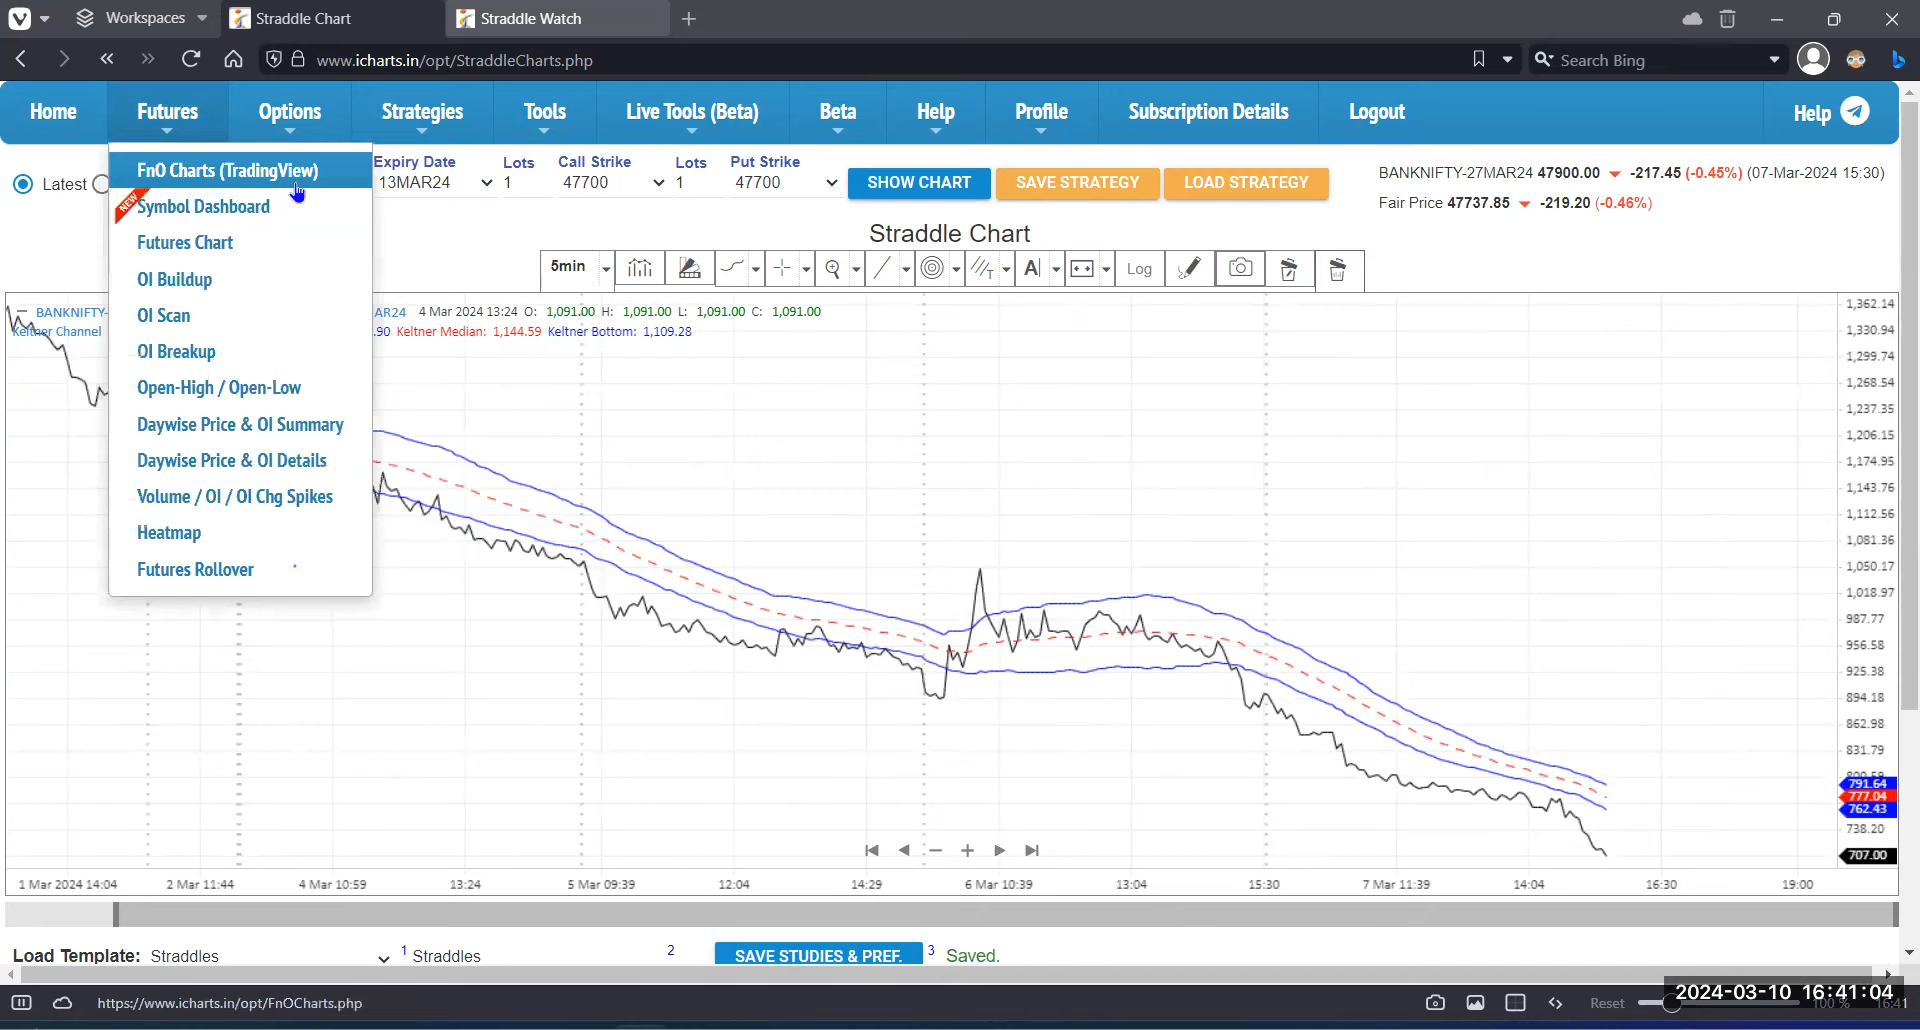 Workspaces
Straddle Chart
Straddle Watch
www.icharts.in/opt/StraddleCharts.php
Search Bing
Home
Futures
Options
Strategies
Tools
Live Tools (Beta)
Beta
Help
Profile
Subscription Details
Logout
Help
FnO Charts (TradingView)
NEW
Symbol Dashboard
Futures Chart
OI Buildup
OI Scan
OI Breakup
Open-High / Open-Low
Daywise Price & OI Summary
Daywise Price & OI Details
Volume / OI / OI Chg Spikes
Heatmap
Futures Rollover
Latest
Expiry Date
13MAR24
Lots
1
Call Strike
47700
Lots
1
Put Strike
47700
SHOW CHART
SAVE STRATEGY
LOAD STRATEGY
BANKNIFTY-27MAR24 47900.00 ▼ -217.45 (-0.45%) (07-Mar-2024 15:30)
Fair Price 47737.85 ▼ -219.20 (-0.46%)
Straddle Chart
5min
T
A
Log
BANKNIFTY-
AR24 4 Mar 2024 13:24 O: 1,091.00 H: 1,091.00 L: 1,091.00 C: 1,091.00
Keltner Channel
.90 Keltner Median: 1,144.59 Keltner Bottom: 1,109.28
1,362.14
1,330.94
1,299.74
1,268.54
1,237.35
1,206.15
1,174.95
1,143.76
1,112.56
1,081.36
1,050.17
1,018.97
987.77
956.58
925.38
894.18
862.98
831.79
800.59
791.64
777.04
762.43
738.20
707.00
1 Mar 2024 14:04
2 Mar 11:44
4 Mar 10:59
13:24
5 Mar 09:39
12:04
14:29
6 Mar 10:39
13:04
15:30
7 Mar 11:39
14:04
16:30
19:00
Load Template: Straddles
1 Straddles
2
SAVE STUDIES & PREF.
3 Saved.
https://www.icharts.in/opt/FnOCharts.php
Reset
100 %
16:41
2024-03-10 16:41:04